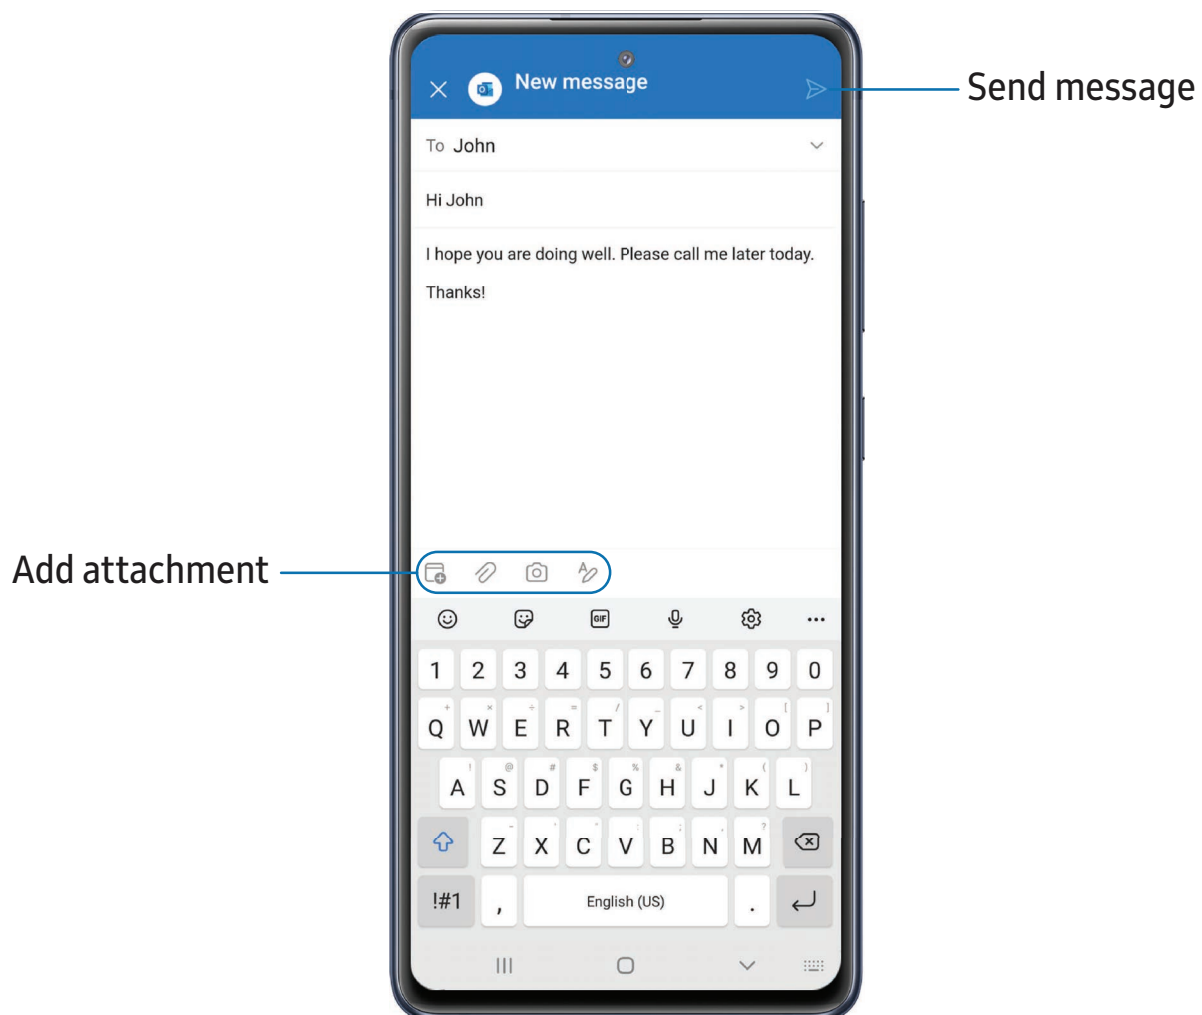 New message
Send message
To John
Hi John
I hope you are doing well. Please call me later today.
Thanks!
Add attachment
GIF
1 2 3 4 5 6 7 8 9 0
+ × ÷ = / _ < > [ ]
Q W E R T Y U I O P
! @ # $ % & * ( )
A S D F G H J K L
- ' " : ; , ?
Z X C V B N M
!#1 , English (US) .